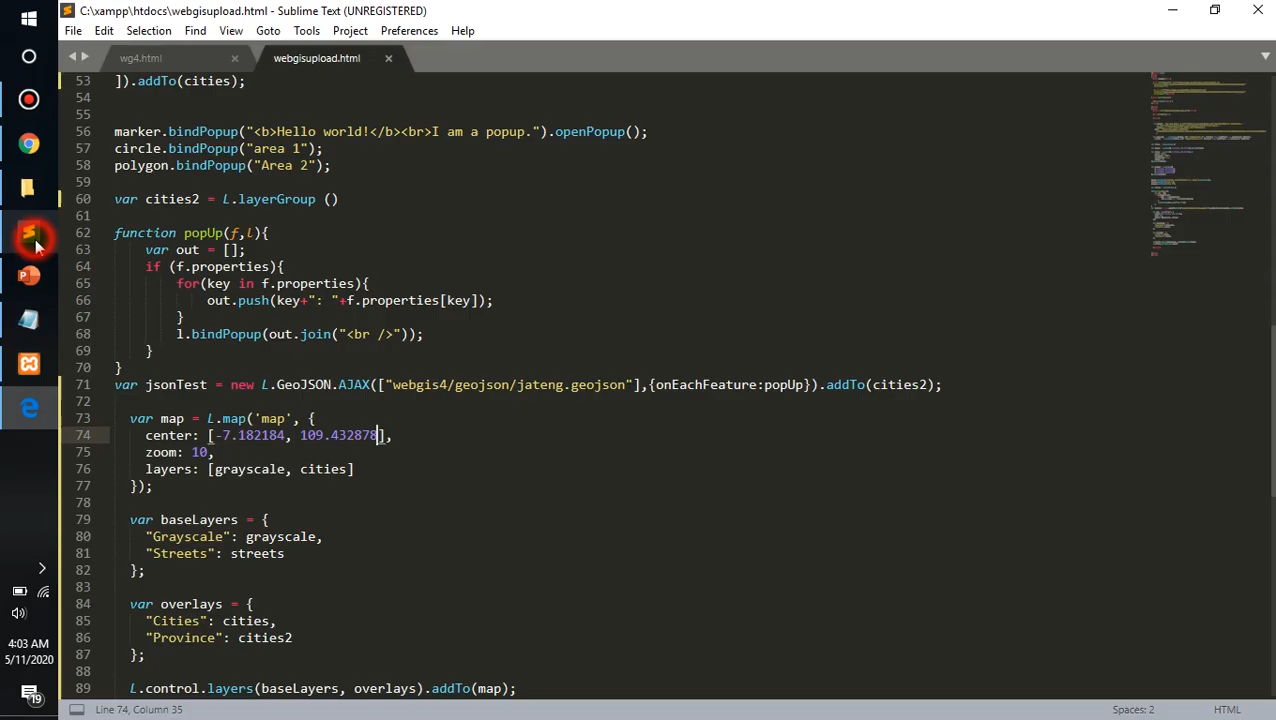 C:\xampp\htdocs\webgisupload.html - Sublime Text (UNREGISTERED)
File Edit Selection Find View Goto Tools Project Preferences Help
wg4.html webgisupload.html
53 ]).addTo(cities);
54
55
56 marker.bindPopup("<b>Hello world!</b><br>I am a popup.").openPopup();
57 circle.bindPopup("area 1");
58 polygon.bindPopup("Area 2");
59
60 var cities2 = L.layerGroup ()
61
62 function popUp(f,l){
63 var out = [];
64 if (f.properties){
65 for(key in f.properties){
66 out.push(key+": "+f.properties[key]);
67 }
68 l.bindPopup(out.join("<br />"));
69 }
70 }
71 var jsonTest = new L.GeoJSON.AJAX(["webgis4/geojson/jateng.geojson"],{onEachFeature:popUp}).addTo(cities2);
72
73 var map = L.map('map', {
74 center: [-7.182184, 109.432878],
75 zoom: 10,
76 layers: [grayscale, cities]
77 });
78
79 var baseLayers = {
80 "Grayscale": grayscale,
81 "Streets": streets
82 };
83
84 var overlays = {
85 "Cities": cities,
86 "Province": cities2
87 };
88
89 L.control.layers(baseLayers, overlays).addTo(map);
4:03 AM
5/11/2020
19
Line 74, Column 35 Spaces: 2 HTML